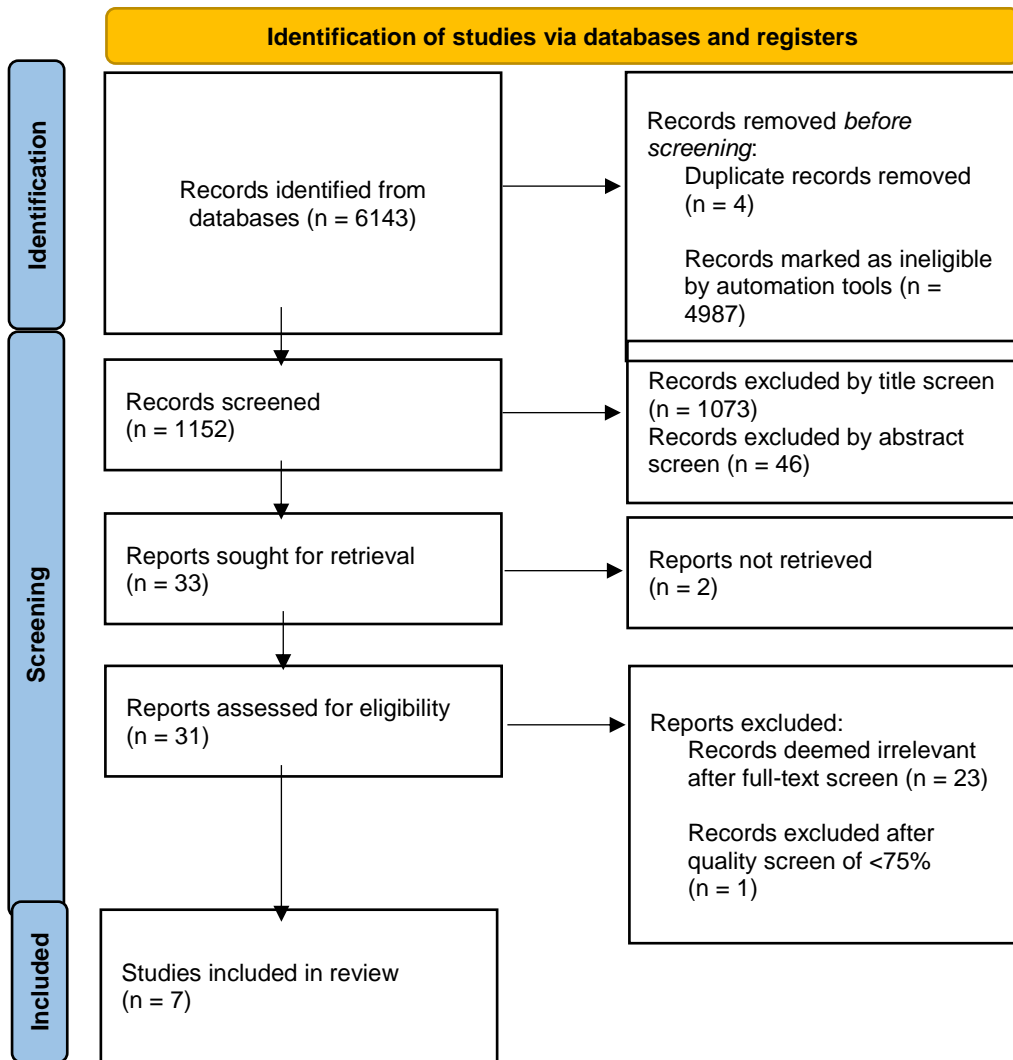 Identification of studies via databases and registers
Identification
Records identified from
databases (n = 6143)
Records removed before
screening:
Duplicate records removed
(n = 4)
Records marked as ineligible
by automation tools (n =
4987)
Screening
Records screened
(n = 1152)
Records excluded by title screen
(n = 1073)
Records excluded by abstract
screen (n = 46)
Reports sought for retrieval
(n = 33)
Reports not retrieved
(n = 2)
Reports assessed for eligibility
(n = 31)
Reports excluded:
Records deemed irrelevant
after full-text screen (n = 23)
Records excluded after
quality screen of <75%
(n = 1)
Included
Studies included in review
(n = 7)